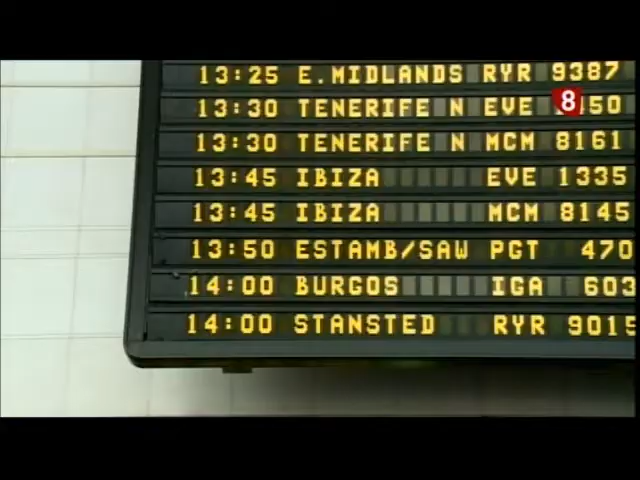 13:25 E.MIDLANDS RYR 9387
8
13:30 TENERIFE N EVE 50
13:30 TENERIFE N MCM 8161
13:45 IBIZA EVE 1335
13:45 IBIZA MCM 8145
13:50 ESTAMB/SAW PGT 470
14:00 BURGOS IGA 603
14:00 STANSTED RYR 9015